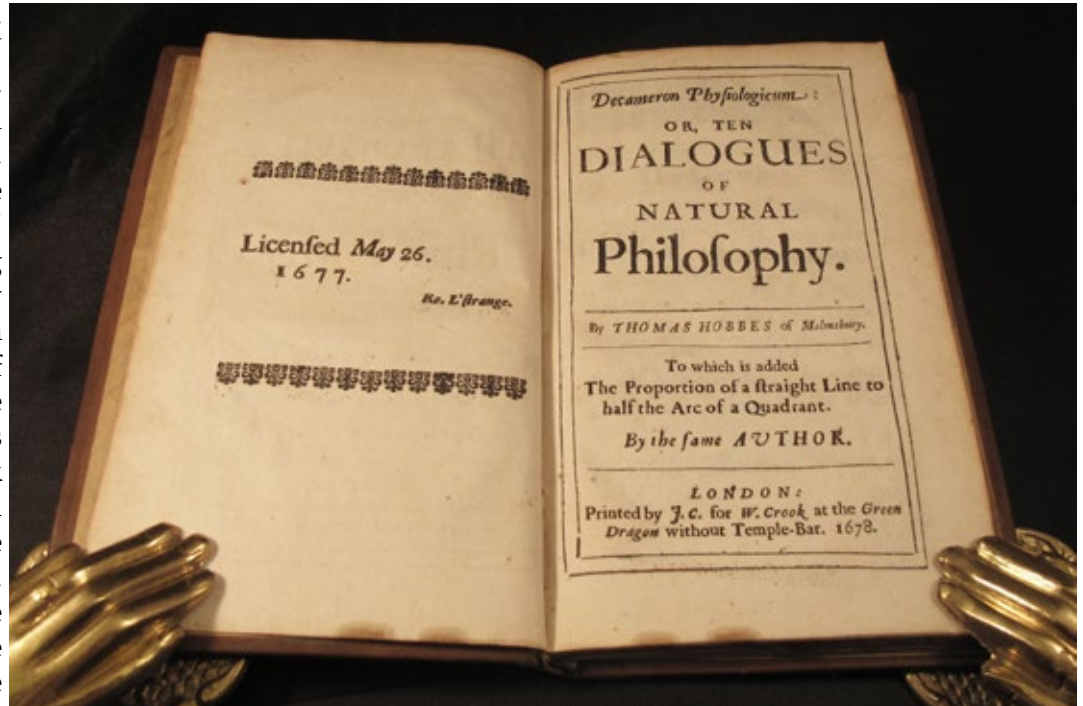 Licenſed May 26.
1677.
Ro. L'ſtrange.
Decameron Phyſiologicum:
OR, TEN
DIALOGUES
OF
NATURAL
Philoſophy.
By THOMAS HOBBES of Malmsbury.
To which is added
The Proportion of a ſtraight Line to
half the Arc of a Quadrant.
By the ſame AUTHOR.
LONDON:
Printed by J.C. for W. Crook at the Green
Dragon without Temple-Bar. 1678.